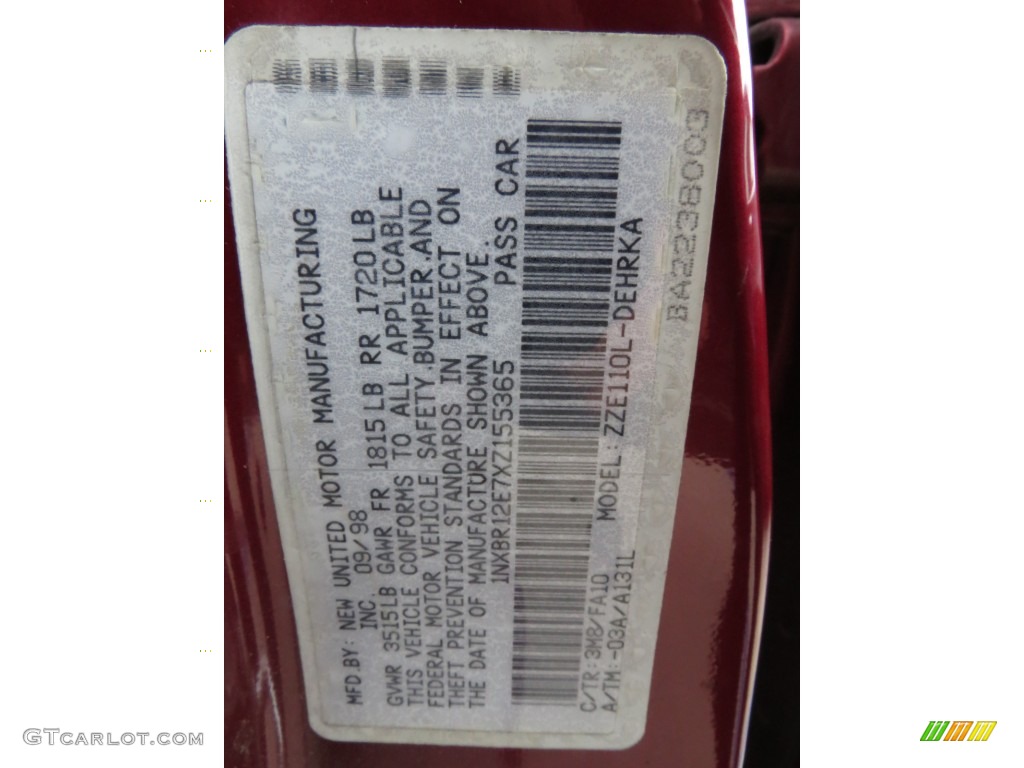 MFD.BY: NEW UNITED MOTOR MANUFACTURING
INC. 09/98
GVWR 3515LB GAWR FR 1815LB RR 1720LB
THIS VEHICLE CONFORMS TO ALL APPLICABLE
FEDERAL MOTOR VEHICLE SAFETY.BUMPER.AND
THEFT PREVENTION STANDARDS IN EFFECT ON
THE DATE OF MANUFACTURE SHOWN ABOVE.
1NXBR12E7XZ155365 PASS CAR
C/TR:3M8/FA10 MODEL:ZZE110L-DEHRKA
A/TM:-03A/A131L
BA2238003
GTCARLOT.COM